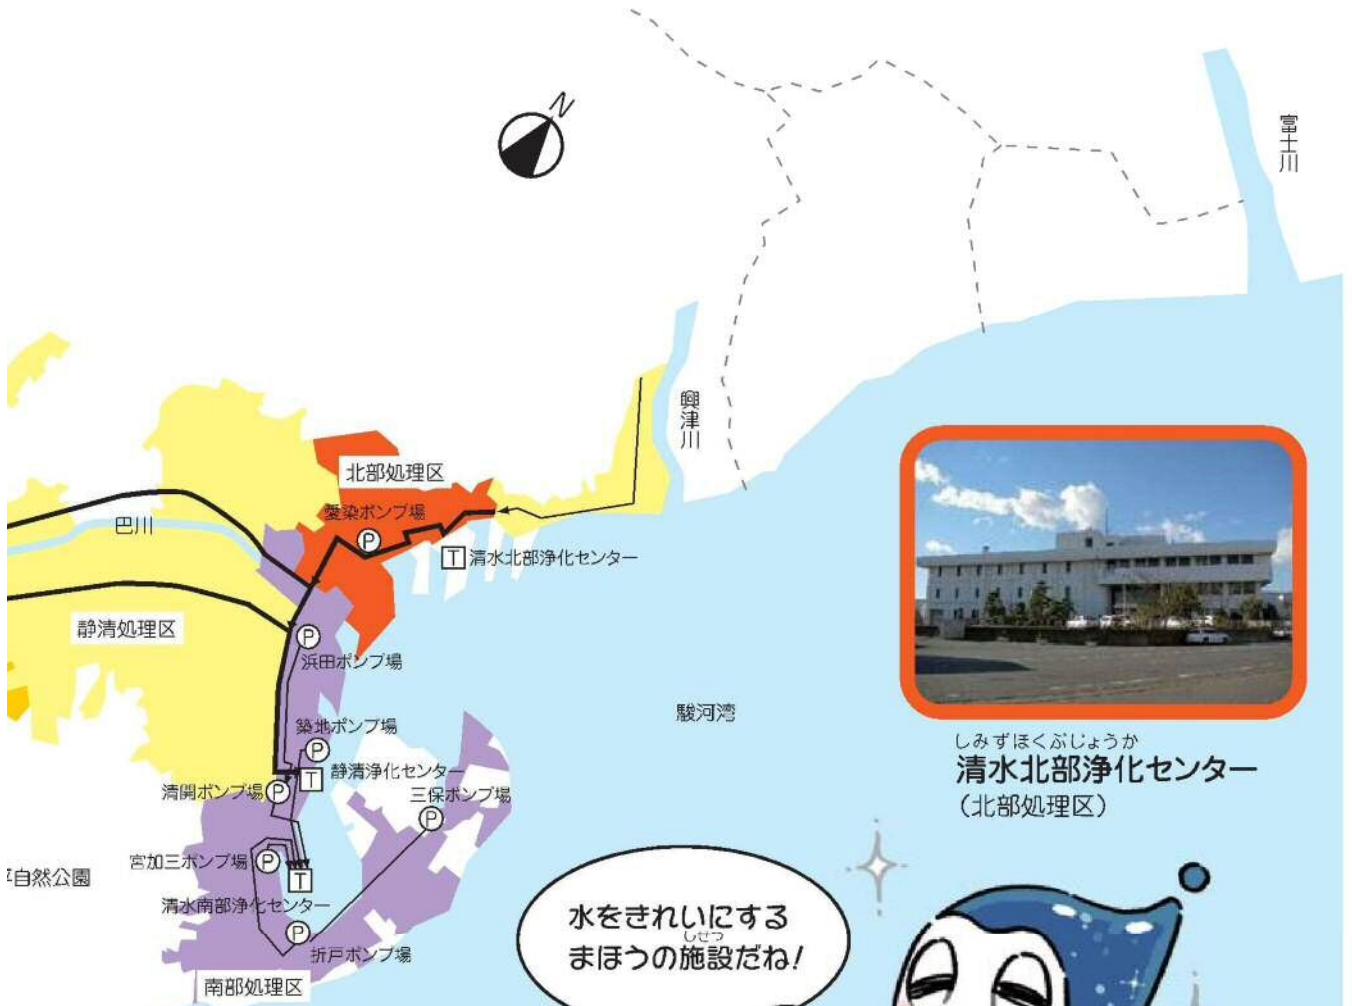 N
富士川
興津川
北部処理区
愛染ポンプ場
P
巴川
T 清水北部浄化センター
静清処理区
P
浜田ポンプ場
駿河湾
築地ポンプ場
P
静清浄化センター
T
清開ポンプ場 P
三保ポンプ場
P
宮加三ポンプ場 P
T
自然公園
清水南部浄化センター
P
折戸ポンプ場
南部処理区
しみずほくぶじょうか
清水北部浄化センター
(北部処理区)
水をきれいにする
しせつ
まほうの施設だね!